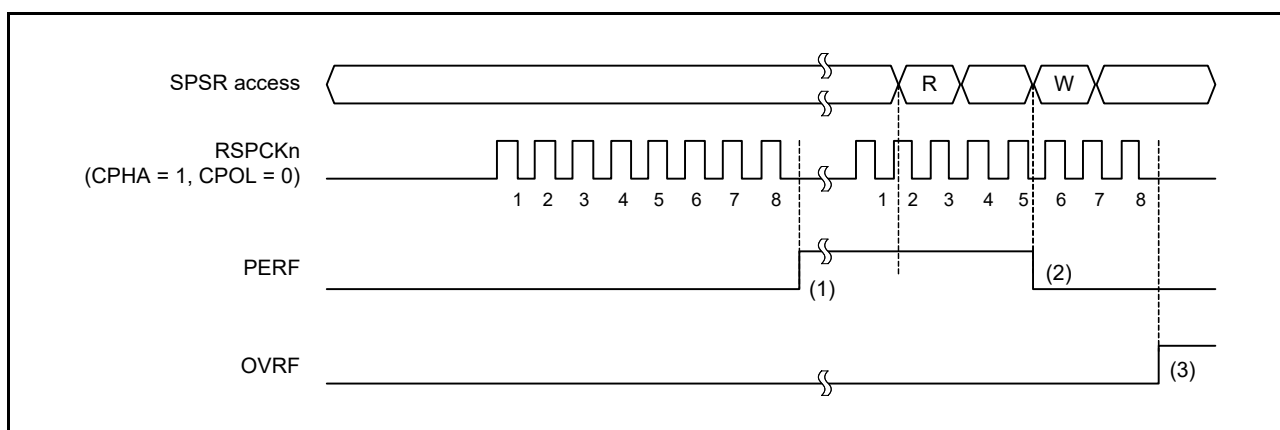 SPSR access
R
W
RSPCKn
(CPHA = 1, CPOL = 0)
1 2 3 4 5 6 7 8 1 2 3 4 5 6 7 8
PERF
(1)
(2)
OVRF
(3)